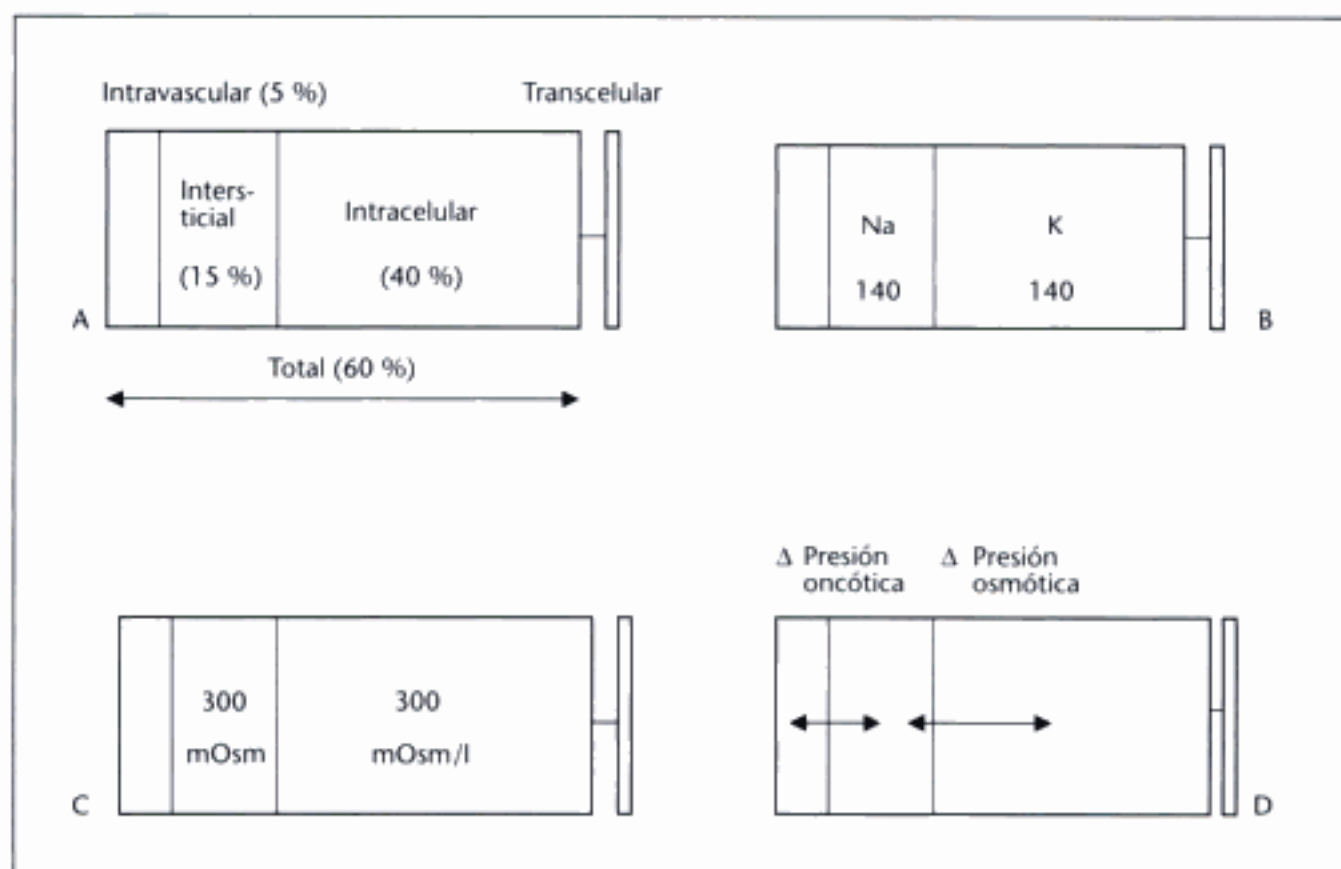 Intravascular (5 %)
Transcelular
Inters-
ticial
(15 %)
Intracelular
(40 %)
A
Total (60 %)
Na
140
K
140
B
300
mOsm
300
mOsm/l
C
Δ Presión
oncótica
Δ Presión
osmótica
D